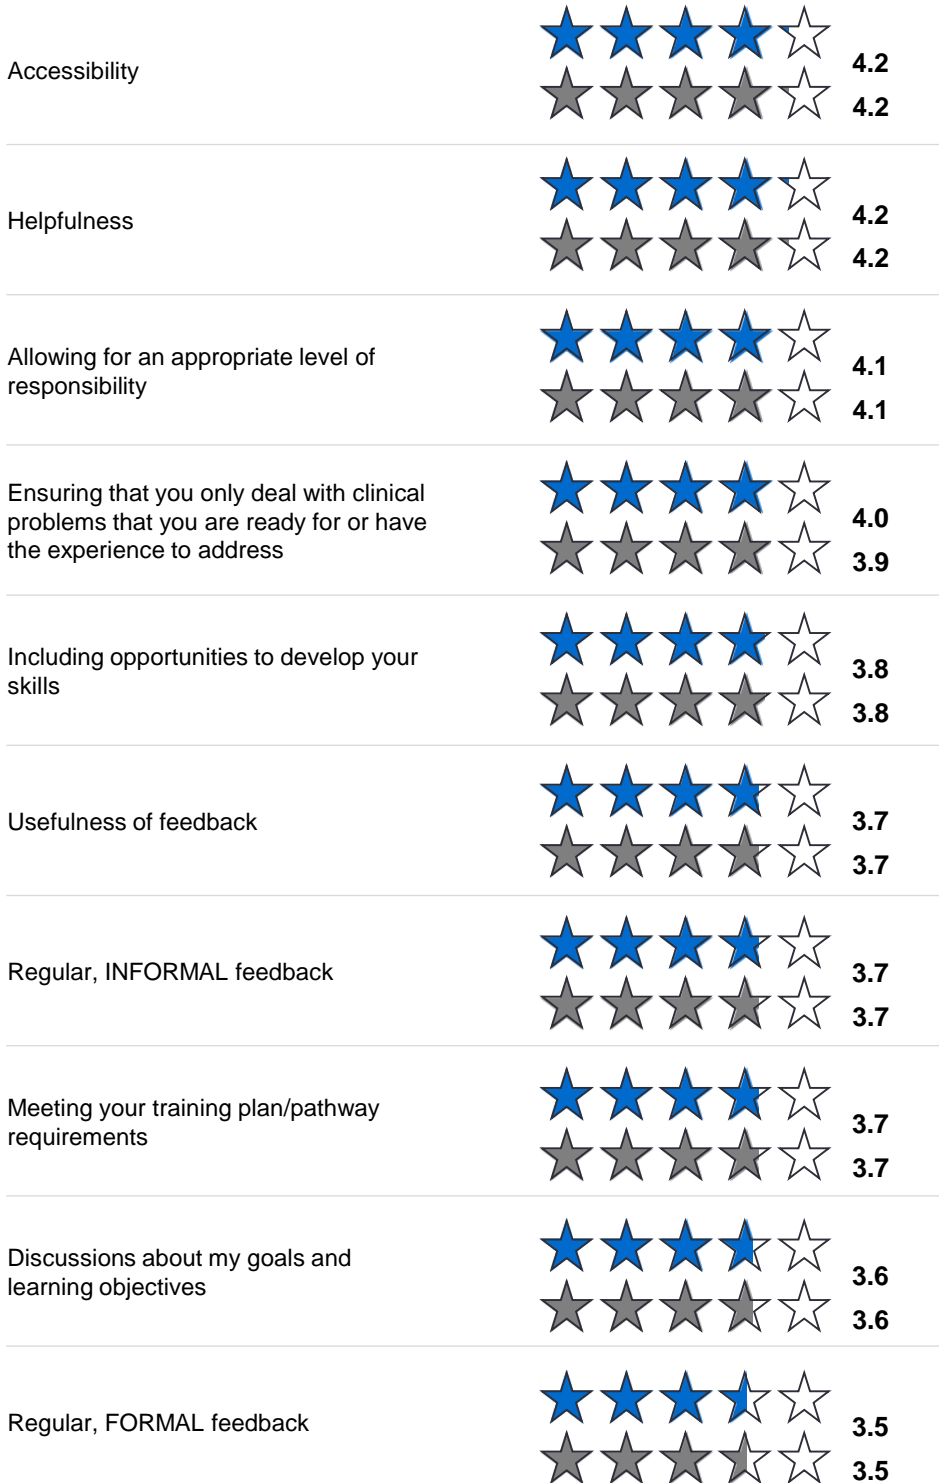 Accessibility
4.2
4.2
Helpfulness
4.2
4.2
Allowing for an appropriate level of
responsibility
4.1
4.1
Ensuring that you only deal with clinical
problems that you are ready for or have
the experience to address
4.0
3.9
Including opportunities to develop your
skills
3.8
3.8
Usefulness of feedback
3.7
3.7
Regular, INFORMAL feedback
3.7
3.7
Meeting your training plan/pathway
requirements
3.7
3.7
Discussions about my goals and
learning objectives
3.6
3.6
Regular, FORMAL feedback
3.5
3.5